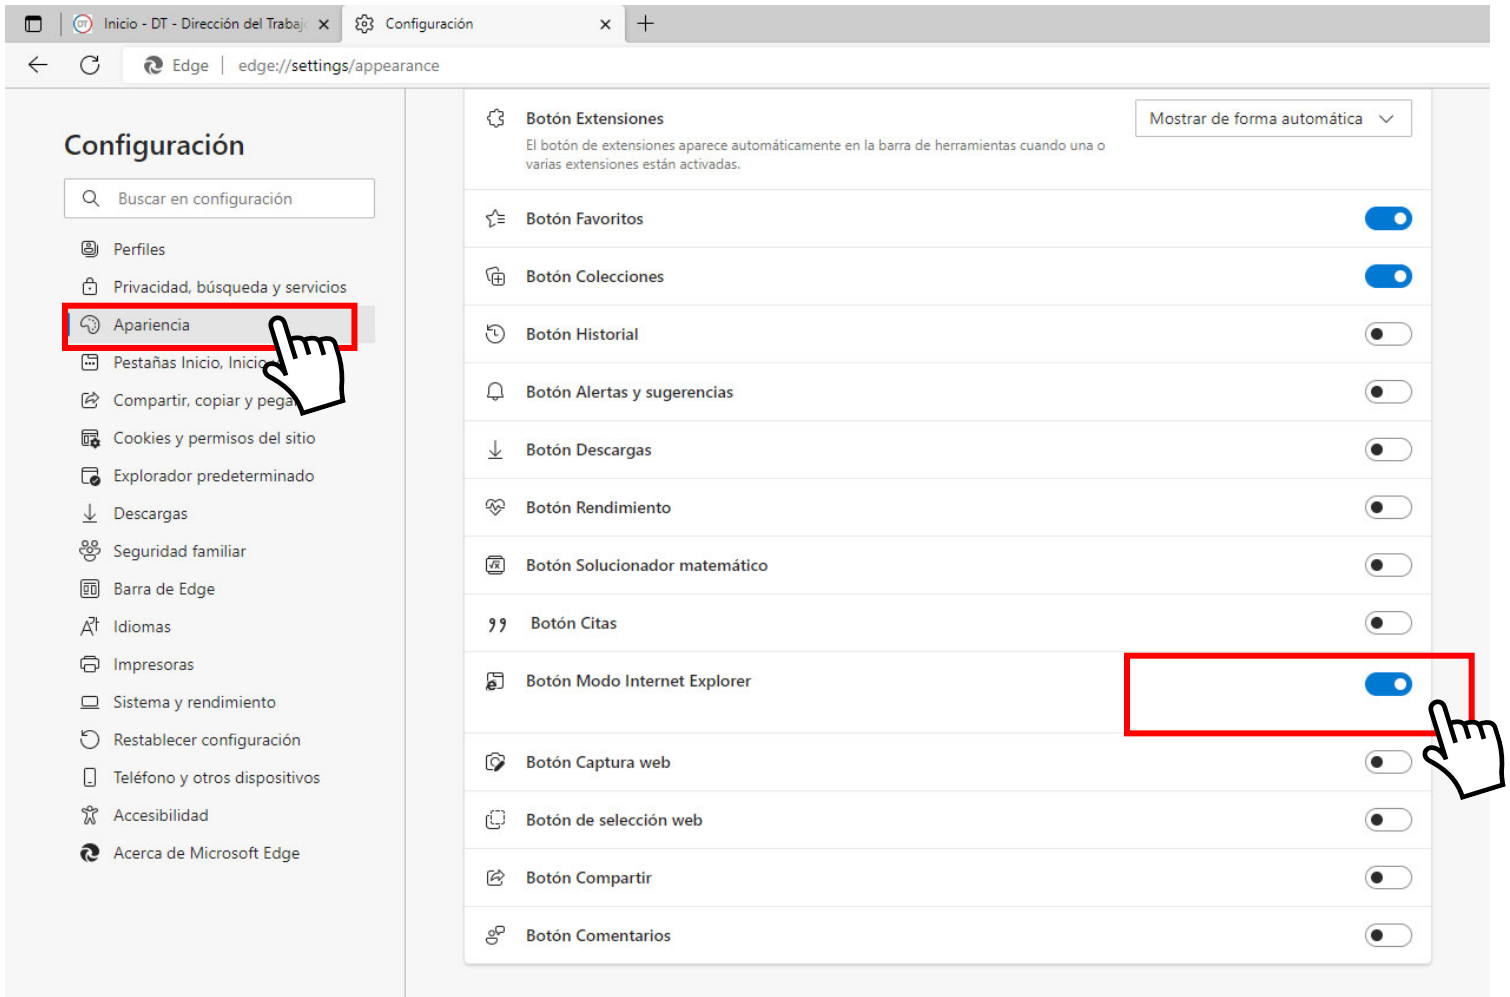 Inicio - DT - Dirección del Trabaj
Configuración
Edge
edge://settings/appearance
Configuración
Buscar en configuración
Perfiles
Privacidad, búsqueda y servicios
Apariencia
Pestañas Inicio, Inicio
Compartir, copiar y pega
Cookies y permisos del sitio
Explorador predeterminado
Descargas
Seguridad familiar
Barra de Edge
Idiomas
Impresoras
Sistema y rendimiento
Restablecer configuración
Teléfono y otros dispositivos
Accesibilidad
Acerca de Microsoft Edge
Botón Extensiones
Mostrar de forma automática
El botón de extensiones aparece automáticamente en la barra de herramientas cuando una o
varias extensiones están activadas.
Botón Favoritos
Botón Colecciones
Botón Historial
Botón Alertas y sugerencias
Botón Descargas
Botón Rendimiento
Botón Solucionador matemático
Botón Citas
Botón Modo Internet Explorer
Botón Captura web
Botón de selección web
Botón Compartir
Botón Comentarios